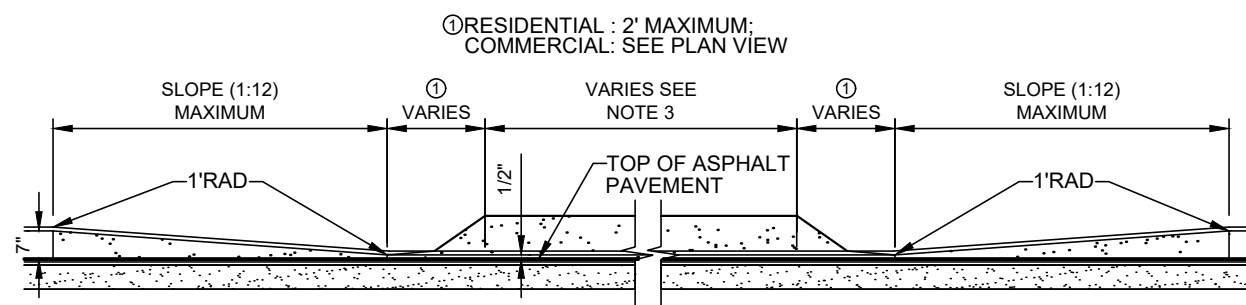 ①RESIDENTIAL : 2' MAXIMUM;
COMMERCIAL: SEE PLAN VIEW
SLOPE (1:12)
MAXIMUM
①
VARIES
VARIES SEE
NOTE 3
①
VARIES
SLOPE (1:12)
MAXIMUM
1'RAD
1/2"
TOP OF ASPHALT
PAVEMENT
1'RAD
7"